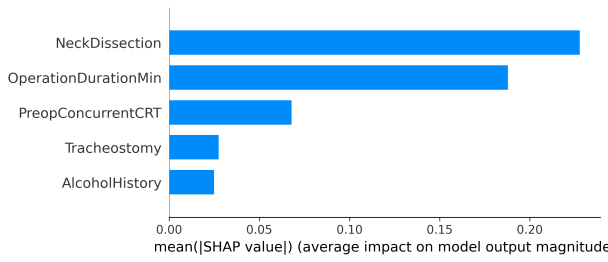 NeckDissection
OperationDurationMin
PreopConcurrentCRT
Tracheostomy
AlcoholHistory
0.00 0.05 0.10 0.15 0.20
mean(|SHAP value|) (average impact on model output magnitude